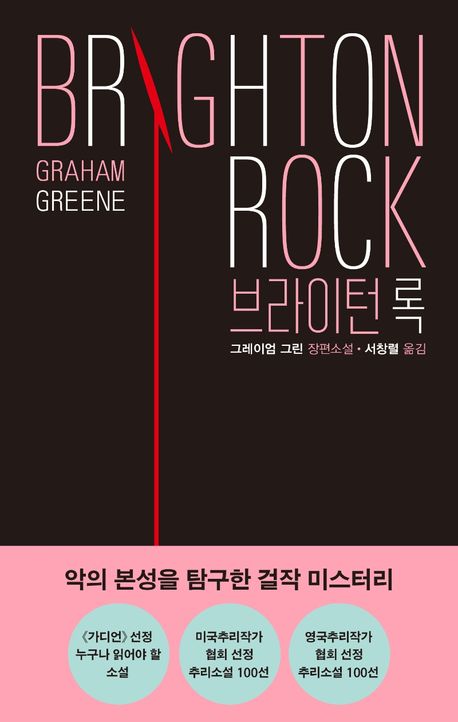 BRIGHTON
GRAHAM
GREENE
ROCK
브라이턴 록
그레이엄 그린 장편소설 • 서창렬 옮김
악의 본성을 탐구한 걸작 미스터리
《가디언》 선정
누구나 읽어야 할
소설
미국추리작가
협회 선정
추리소설 100선
영국추리작가
협회 선정
추리소설 100선